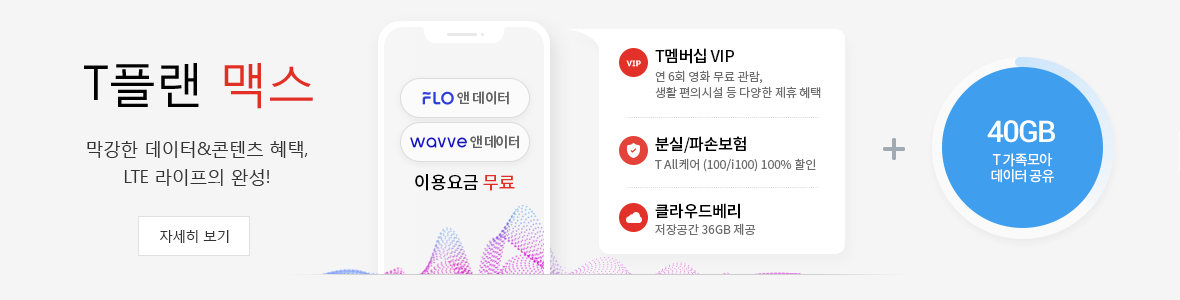 T플랜 맥스
막강한 데이터&콘텐츠 혜택,
LTE 라이프의 완성!
자세히 보기
FLO 앤 데이터
wavve 앤 데이터
이용요금 무료
VIP
T멤버십 VIP
연 6회 영화 무료 관람,
생활 편의시설 등 다양한 제휴 혜택
분실/파손보험
T All케어 (100/i100) 100% 할인
클라우드베리
저장공간 36GB 제공
+
40GB
T 가족모아
데이터 공유